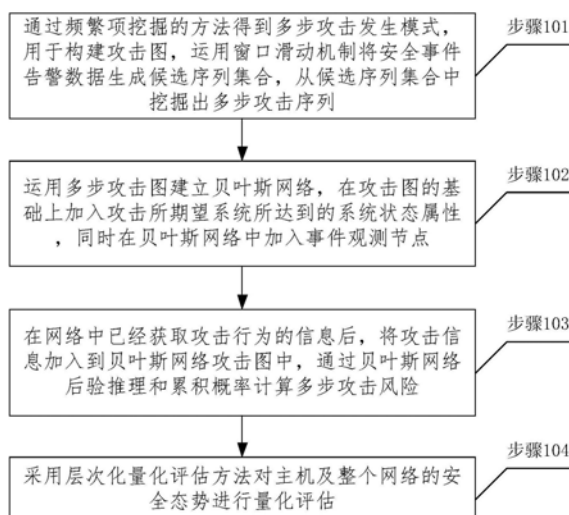 通过频繁项挖掘的方法得到多步攻击发生模式，
用于构建攻击图，运用窗口滑动机制将安全事件
告警数据生成候选序列集合，从候选序列集合中
挖掘出多步攻击序列
步骤101
运用多步攻击图建立贝叶斯网络，在攻击图的基
础上加入攻击所期望系统所达到的系统状态属性
，同时在贝叶斯网络中加入事件观测节点
步骤102
在网络中已经获取攻击行为的信息后，将攻击信
息加入到贝叶斯网络攻击图中，通过贝叶斯网络
后验推理和累积概率计算多步攻击风险
步骤103
采用层次化量化评估方法对主机及整个网络的安
全态势进行量化评估
步骤104